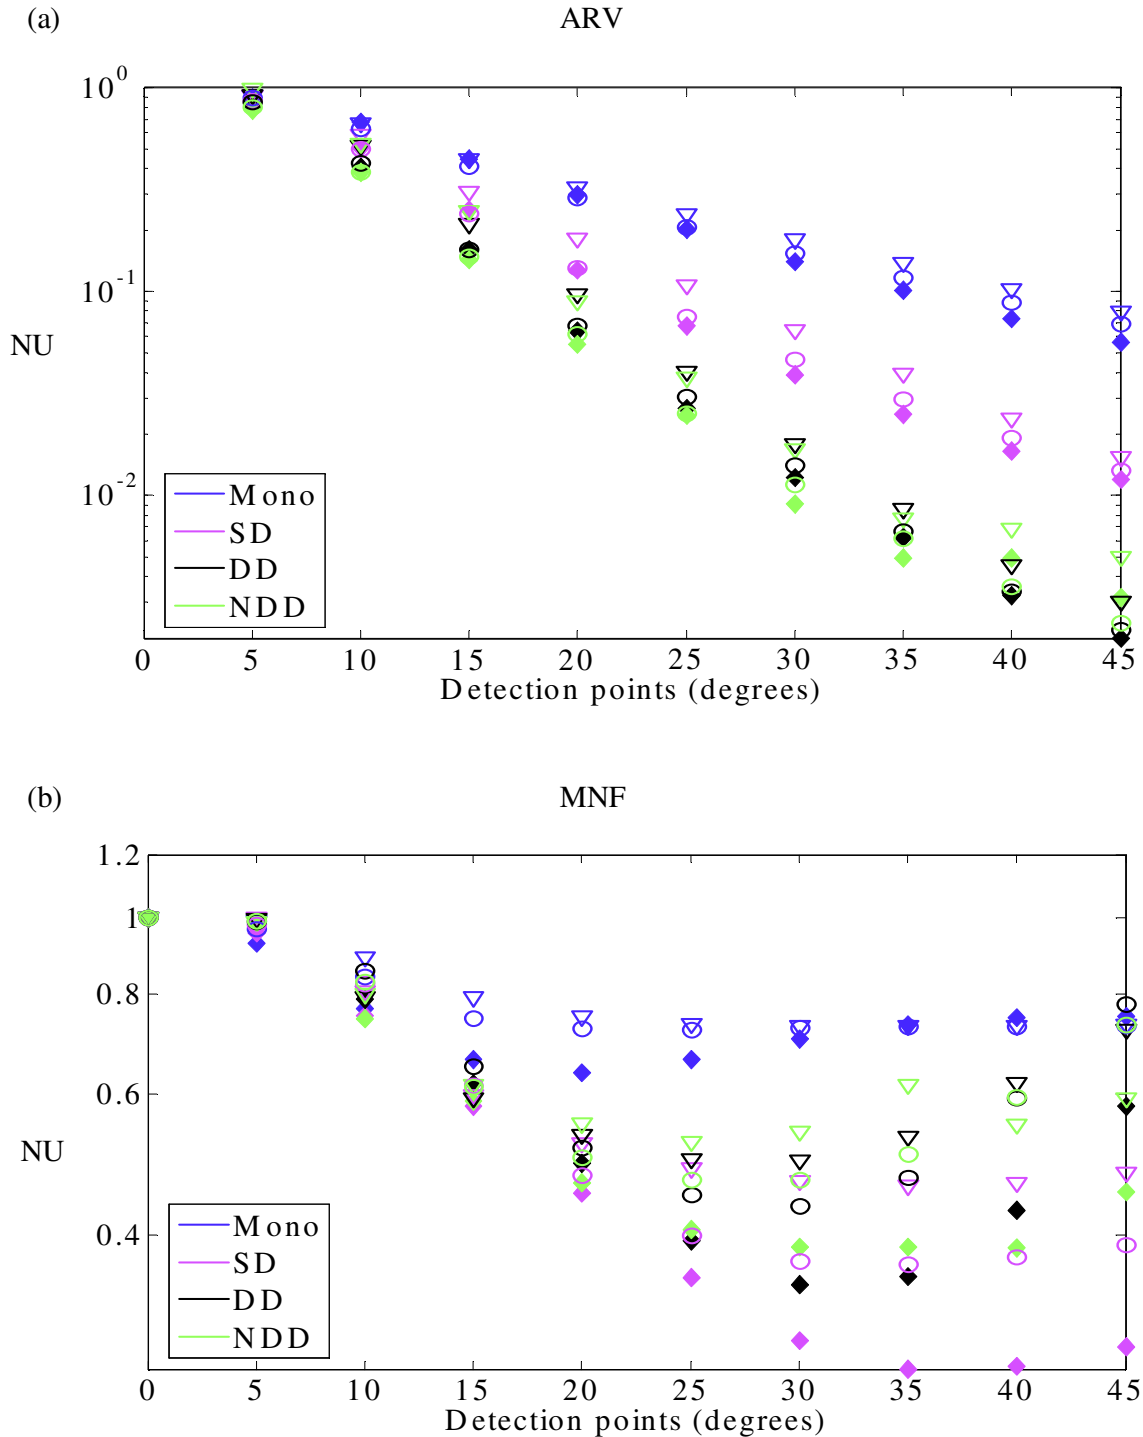 (a)
ARV
10^0
10^-1
NU
10^-2
Mono
SD
DD
NDD
0 5 10 15 20 25 30 35 40 45
Detection points (degrees)
(b)
MNF
1.2
1
0.8
0.6
NU
0.4
Mono
SD
DD
NDD
0 5 10 15 20 25 30 35 40 45
Detection points (degrees)